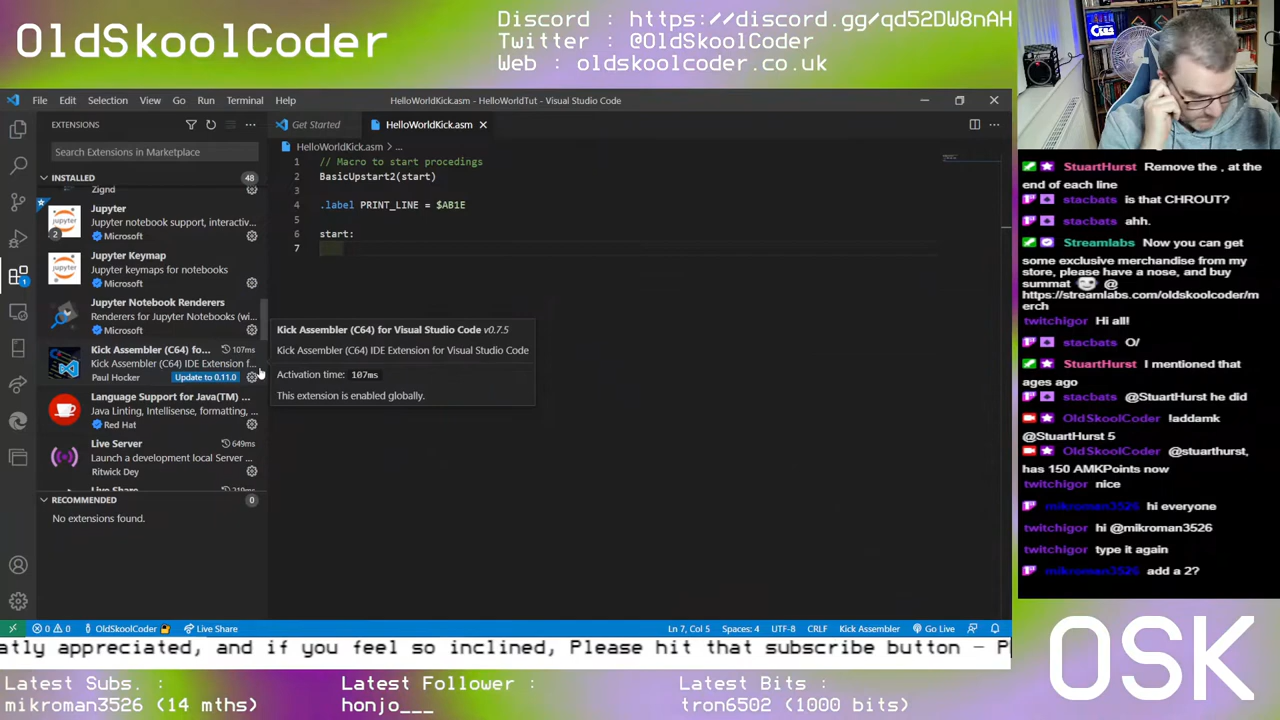 OldSkoolCoder
Discord : https://discord.gg/qd52DW8nAH
Twitter : @OldSkoolCoder
Web : oldskoolcoder.co.uk
File Edit Selection View Go Run Terminal Help
HelloWorldKick.asm - HelloWorldTut - Visual Studio Code
EXTENSIONS
Get Started
HelloWorldKick.asm
Search Extensions in Marketplace
HelloWorldKick.asm > ...
INSTALLED 48
Zignd
Jupyter
Jupyter notebook support, interactiv...
Microsoft
2
Jupyter Keymap
Jupyter keymaps for notebooks
Microsoft
Jupyter Notebook Renderers
Renderers for Jupyter Notebooks (wi...
Microsoft
Kick Assembler (C64) fo... 107ms
Kick Assembler (C64) IDE Extension f...
Paul Hocker Update to 0.11.0
Language Support for Java(TM) ...
Java Linting, Intellisense, formatting, ...
Red Hat
Live Server 649ms
Launch a development local Server ...
Ritwick Dey
Live Share 219ms
RECOMMENDED 0
No extensions found.
1
1 // Macro to start procedings
2 BasicUpstart2(start)
3
4 .label PRINT_LINE = $AB1E
5
6 start:
7
Kick Assembler (C64) for Visual Studio Code v0.7.5
Kick Assembler (C64) IDE Extension for Visual Studio Code
Activation time: 107ms
This extension is enabled globally.
0 0 OldSkoolCoder Live Share
Ln 7, Col 5 Spaces: 4 UTF-8 CRLF Kick Assembler Go Live
C64
StuartHurst Remove the , at the
end of each line
stacbats is that CHROUT?
stacbats ahh.
Streamlabs Now you can get
some exclusive merchandise from my
store, please have a nose, and buy
summat @
https://streamlabs.com/oldskoolcoder/m
erch
twitchigor Hi all!
stacbats O/
StuartHurst I mentioned that
ages ago
stacbats @StuartHurst he did
OldSkoolCoder !addamk
@StuartHurst 5
OldSkoolCoder @stuarthurst,
has 150 AMKPoints now
twitchigor nice
mikroman3526 hi everyone
twitchigor hi @mikroman3526
twitchigor type it again
mikroman3526 add a 2?
atly appreciated, and if you feel so inclined, Please hit that subscribe button - P
Latest Subs. :
mikroman3526 (14 mths)
Latest Follower :
honjo___
Latest Bits :
tron6502 (1000 bits)
OSK